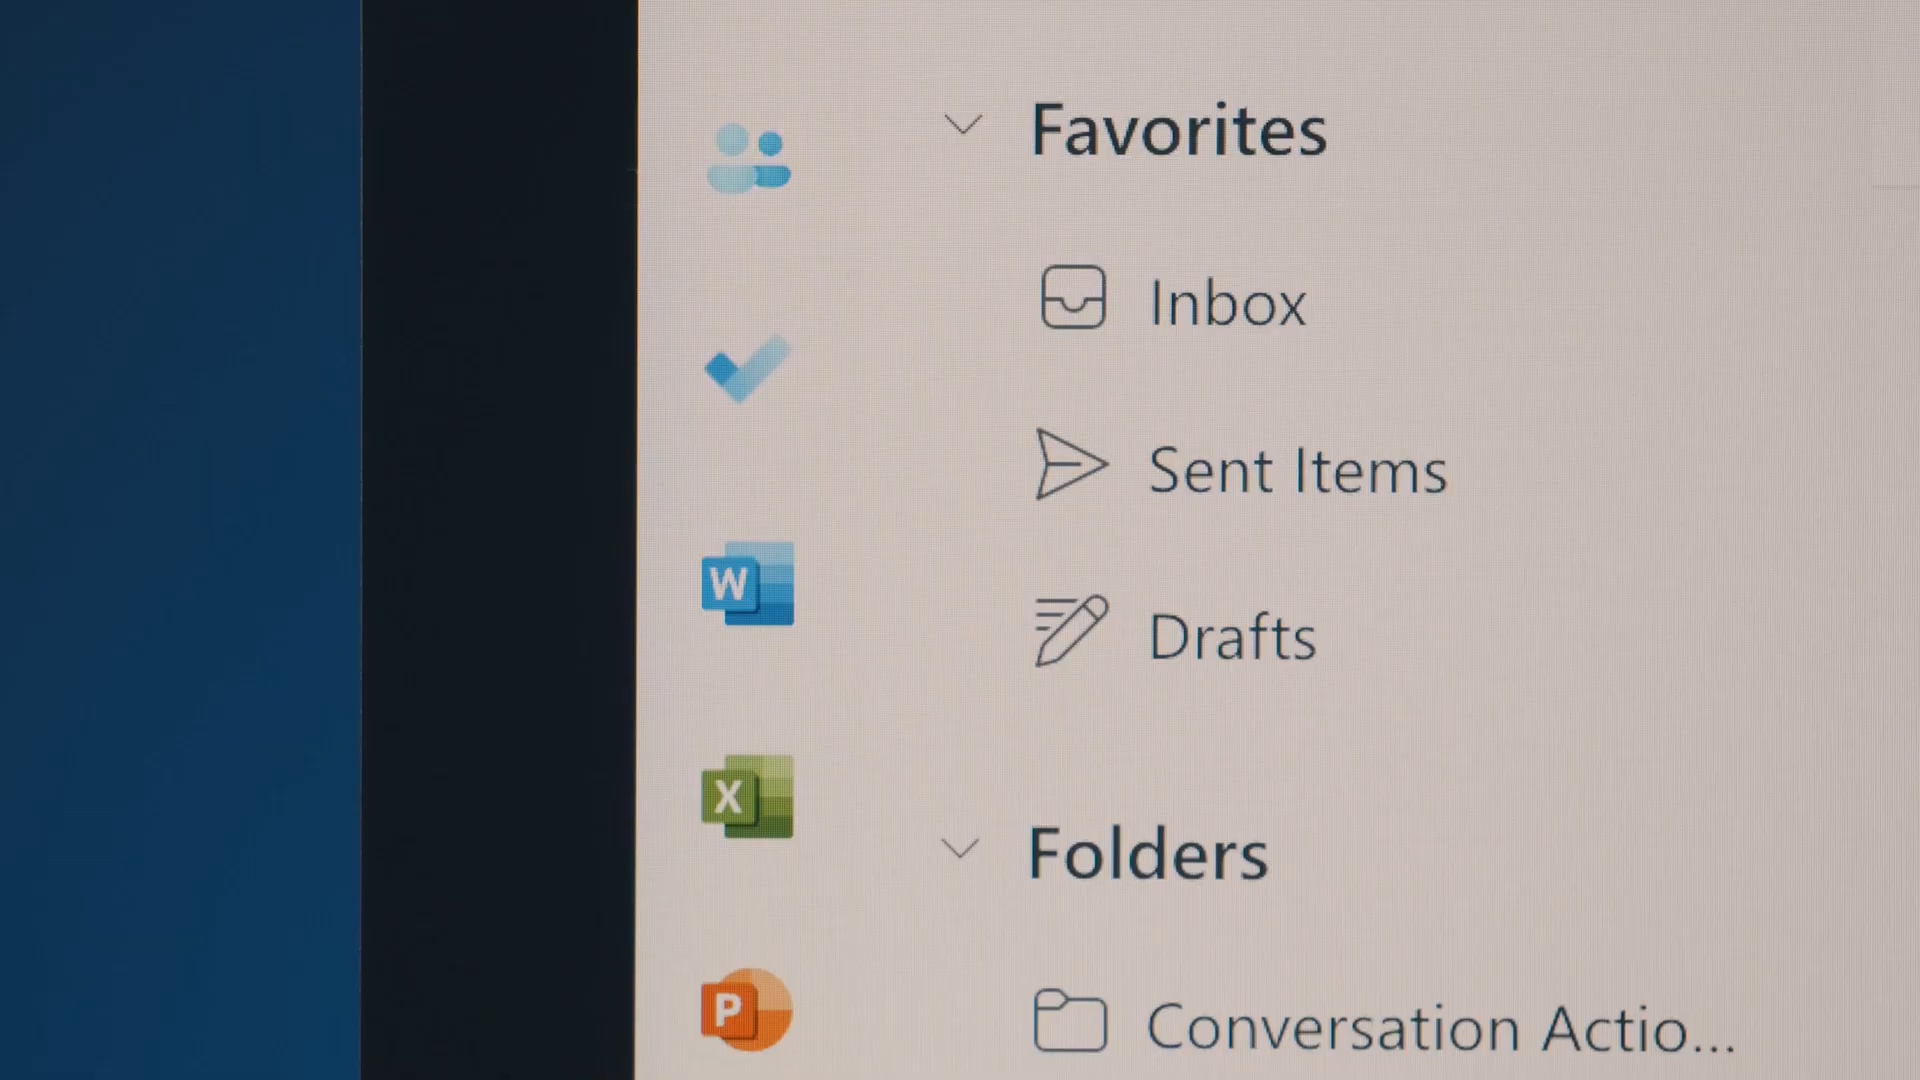 Favorites
Inbox
Sent Items
W
Drafts
X
Folders
P
Conversation Actio...